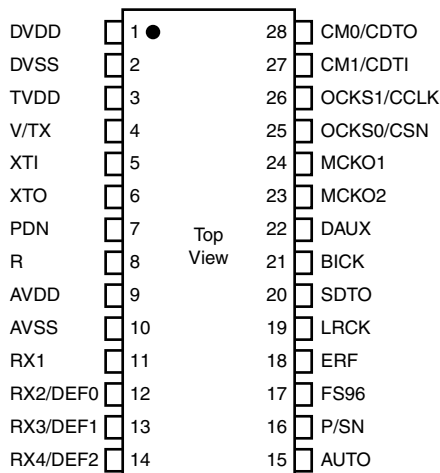 DVDD 1 28 CM0/CDTO
DVSS 2 27 CM1/CDTI
TVDD 3 26 OCKS1/CCLK
V/TX 4 25 OCKS0/CSN
XTI 5 24 MCKO1
XTO 6 23 MCKO2
PDN 7 22 DAUX
Top
R 8 21 BICK
View
AVDD 9 20 SDTO
AVSS 10 19 LRCK
RX1 11 18 ERF
RX2/DEF0 12 17 FS96
RX3/DEF1 13 16 P/SN
RX4/DEF2 14 15 AUTO